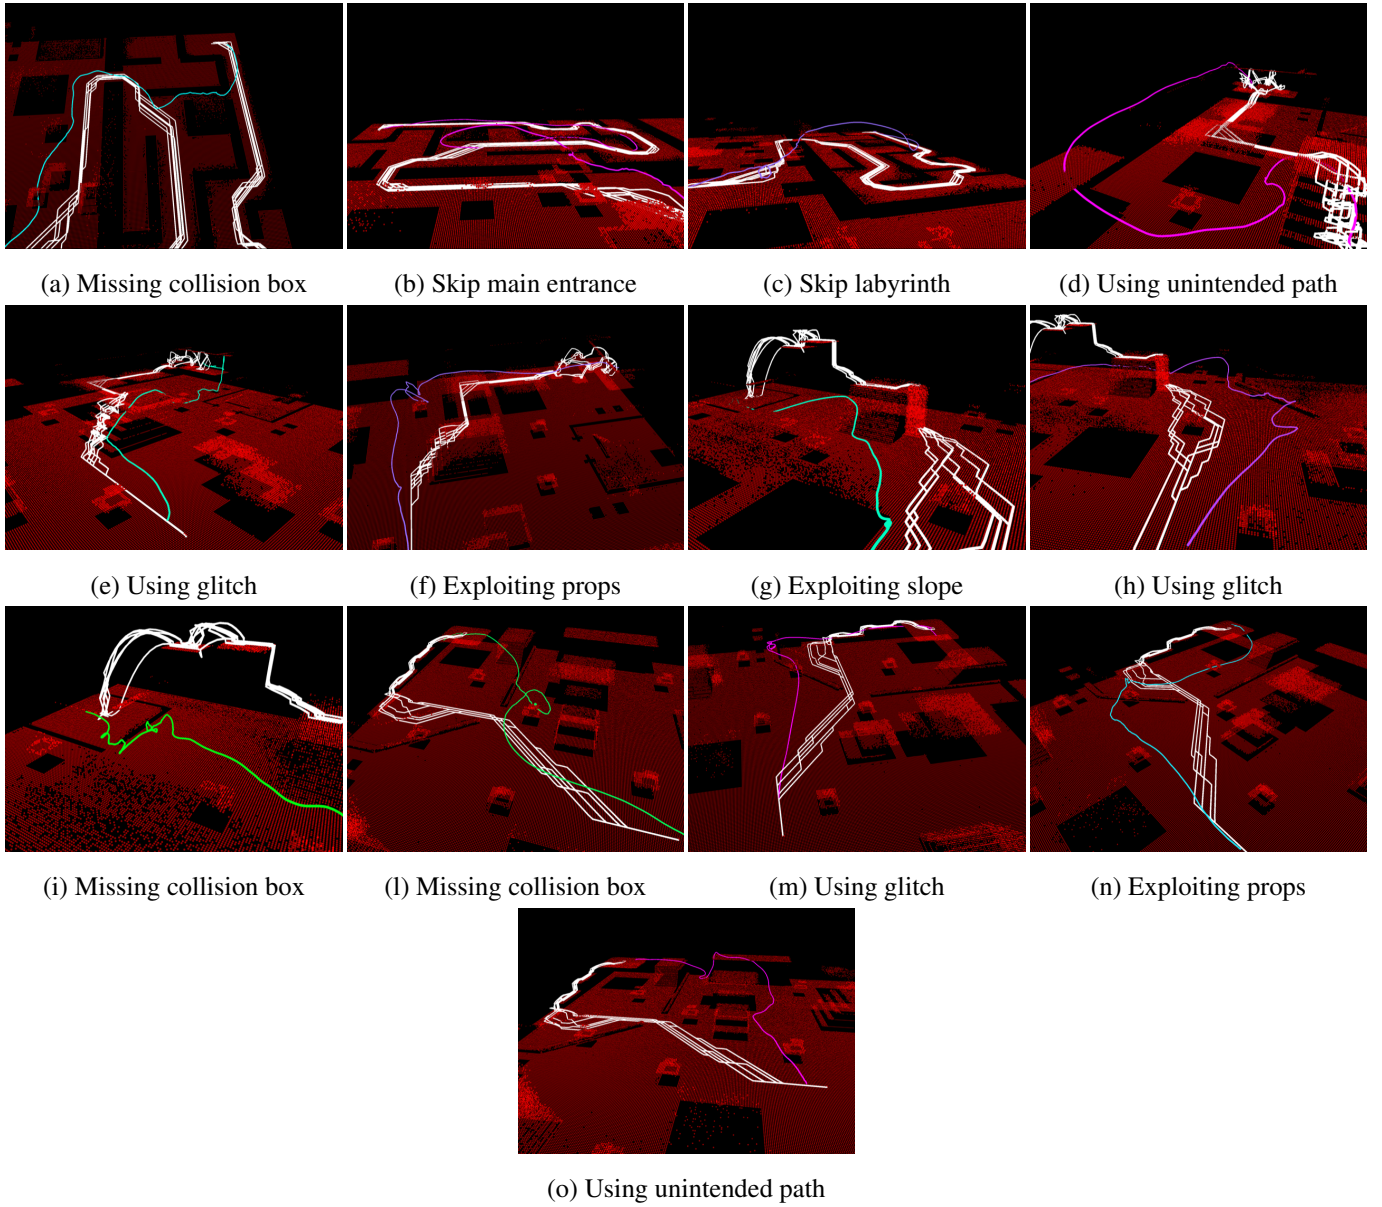 (a) Missing collision box
(b) Skip main entrance
(c) Skip labyrinth
(d) Using unintended path
(e) Using glitch
(f) Exploiting props
(g) Exploiting slope
(h) Using glitch
(i) Missing collision box
(l) Missing collision box
(m) Using glitch
(n) Exploiting props
(o) Using unintended path